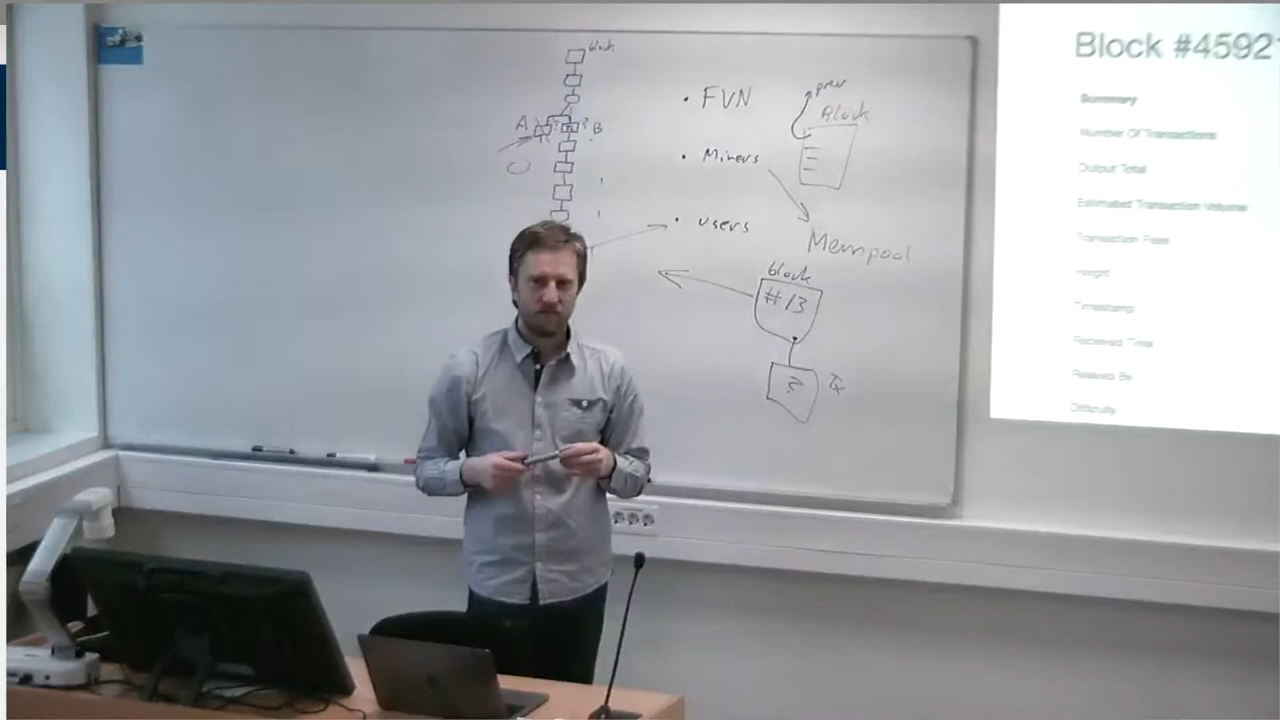 block
A
B
• FVN
• Miners
• users
prev
Block
Mempool
block
#13
?
Tx
Block #45921
Summary
Number Of Transactions
Output Total
Estimated Transaction Volume
Transaction Fees
Height
Timestamp
Received Time
Relayed By
Difficulty